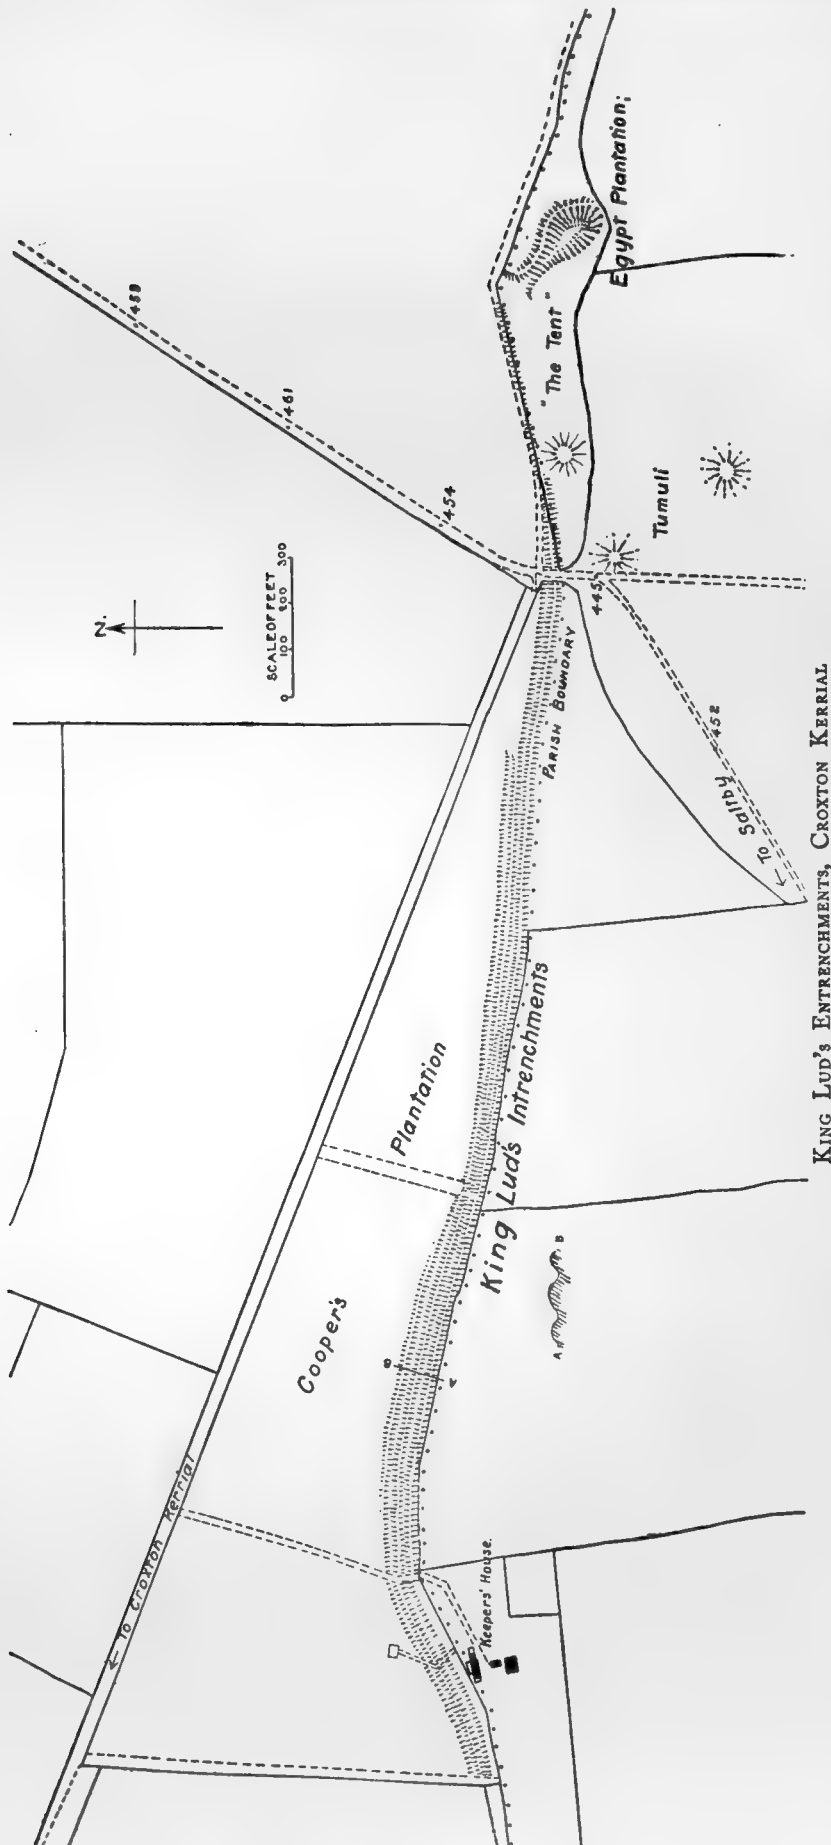 459
461
454
N.
SCALE OF FEET
0 100 200 300
Egypt Plantation;
"The Tent"
Tumuli
445
PARISH BOUNDARY
452
To Saltby
Plantation
King Lud's Intrenchments
Cooper's
B
A
A B
To Croxton Kerrial
Keepers' House.
KING LUD'S ENTRENCHMENTS, CROXTON KERRIAL